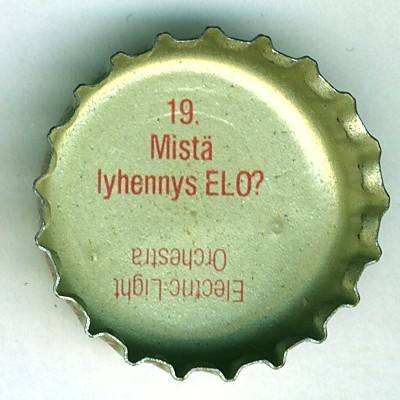 19.
Mistä
lyhennys ELO?
Electric Light
Orchestra